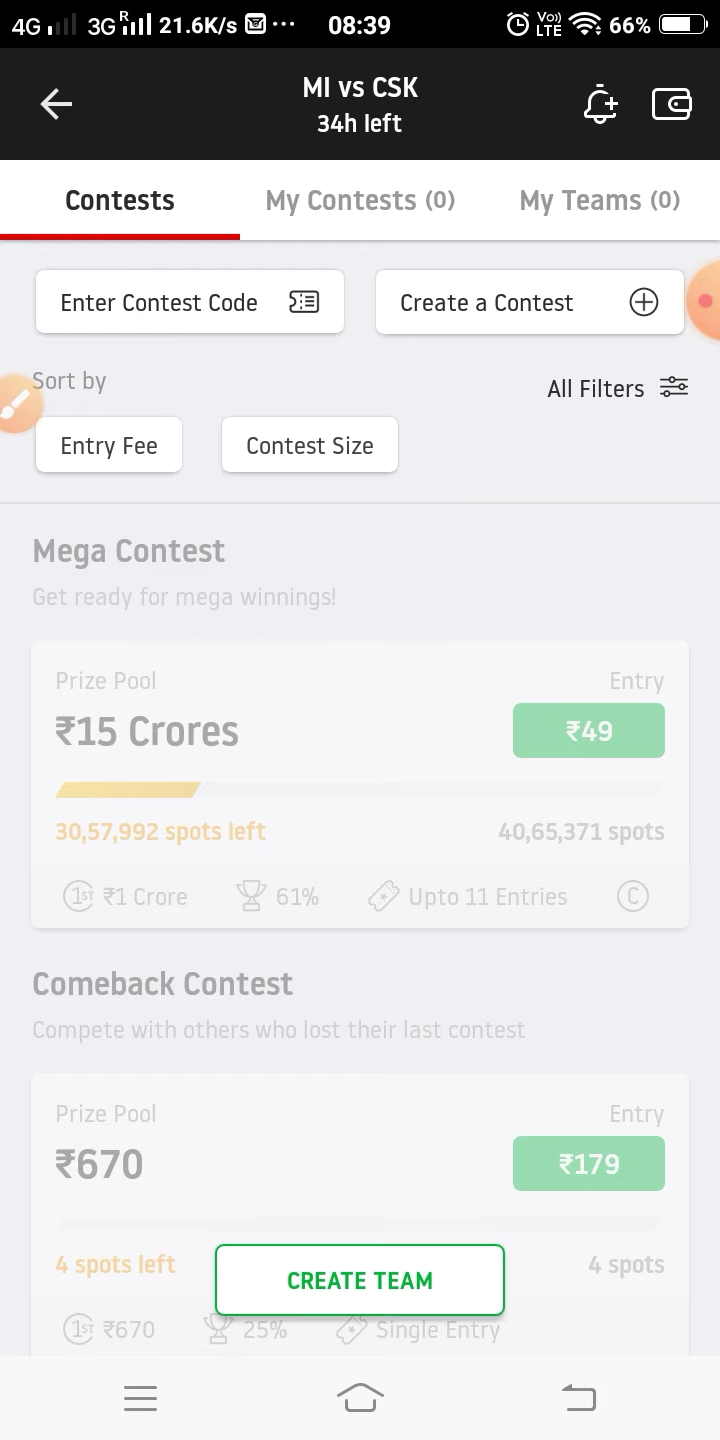 4G 3G R 21.6K/s ... 08:39 Vo)) LTE 66%
MI vs CSK
34h left
Contests My Contests (0) My Teams (0)
Enter Contest Code Create a Contest
Sort by
All Filters
Entry Fee Contest Size
Mega Contest
Get ready for mega winnings!
Prize Pool Entry
₹15 Crores ₹49
30,57,992 spots left 40,65,371 spots
1ST ₹1 Crore 61% Upto 11 Entries C
Comeback Contest
Compete with others who lost their last contest
Prize Pool Entry
₹670 ₹179
4 spots left 4 spots
CREATE TEAM
1ST ₹670 25% Single Entry